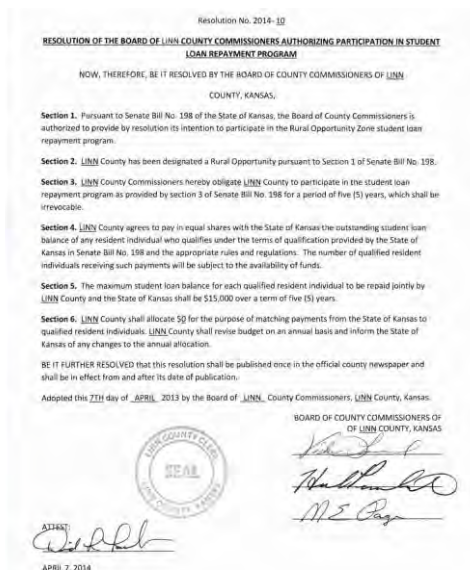 Resolution No. 2014- 10
RESOLUTION OF THE BOARD OF LINN COUNTY COMMISSIONERS AUTHORIZING PARTICIPATION IN STUDENT
LOAN REPAYMENT PROGRAM
NOW, THEREFORE, BE IT RESOLVED BY THE BOARD OF COUNTY COMMISSIONERS OF LINN
COUNTY, KANSAS,
Section 1. Pursuant to Senate Bill No. 198 of the State of Kansas, the Board of County Commissioners is
authorized to provide by resolution its intention to participate in the Rural Opportunity Zone student loan
repayment program.
Section 2. LINN County has been designated a Rural Opportunity pursuant to Section 1 of Senate Bill No. 198.
Section 3. LINN County Commissioners hereby obligate LINN County to participate in the student loan
repayment program as provided by section 3 of Senate Bill No. 198 for a period of five (5) years, which shall be
irrevocable.
Section 4. LINN County agrees to pay in equal shares with the State of Kansas the outstanding student loan
balance of any resident individual who qualifies under the terms of qualification provided by the State of
Kansas in Senate Bill No. 198 and the appropriate rules and regulations. The number of qualified resident
individuals receiving such payments will be subject to the availability of funds.
Section 5. The maximum student loan balance for each qualified resident individual to be repaid jointly by
LINN County and the State of Kansas shall be $15,000 over a term of five (5) years.
Section 6. LINN County shall allocate $0 for the purpose of matching payments from the State of Kansas to
qualified resident individuals. LINN County shall revise budget on an annual basis and inform the State of
Kansas of any changes to the annual allocation.
BE IT FURTHER RESOLVED that this resolution shall be published once in the official county newspaper and
shall be in effect from and after its date of publication.
Adopted this 7TH day of APRIL 2013 by the Board of LINN County Commissioners, LINN County, Kansas.
BOARD OF COUNTY COMMISSIONERS OF
OF LINN COUNTY, KANSAS
LINN COUNTY CLERK
SEAL
LINN COUNTY, KANSAS
M E Page
ATTEST:
APRIL 7, 2014